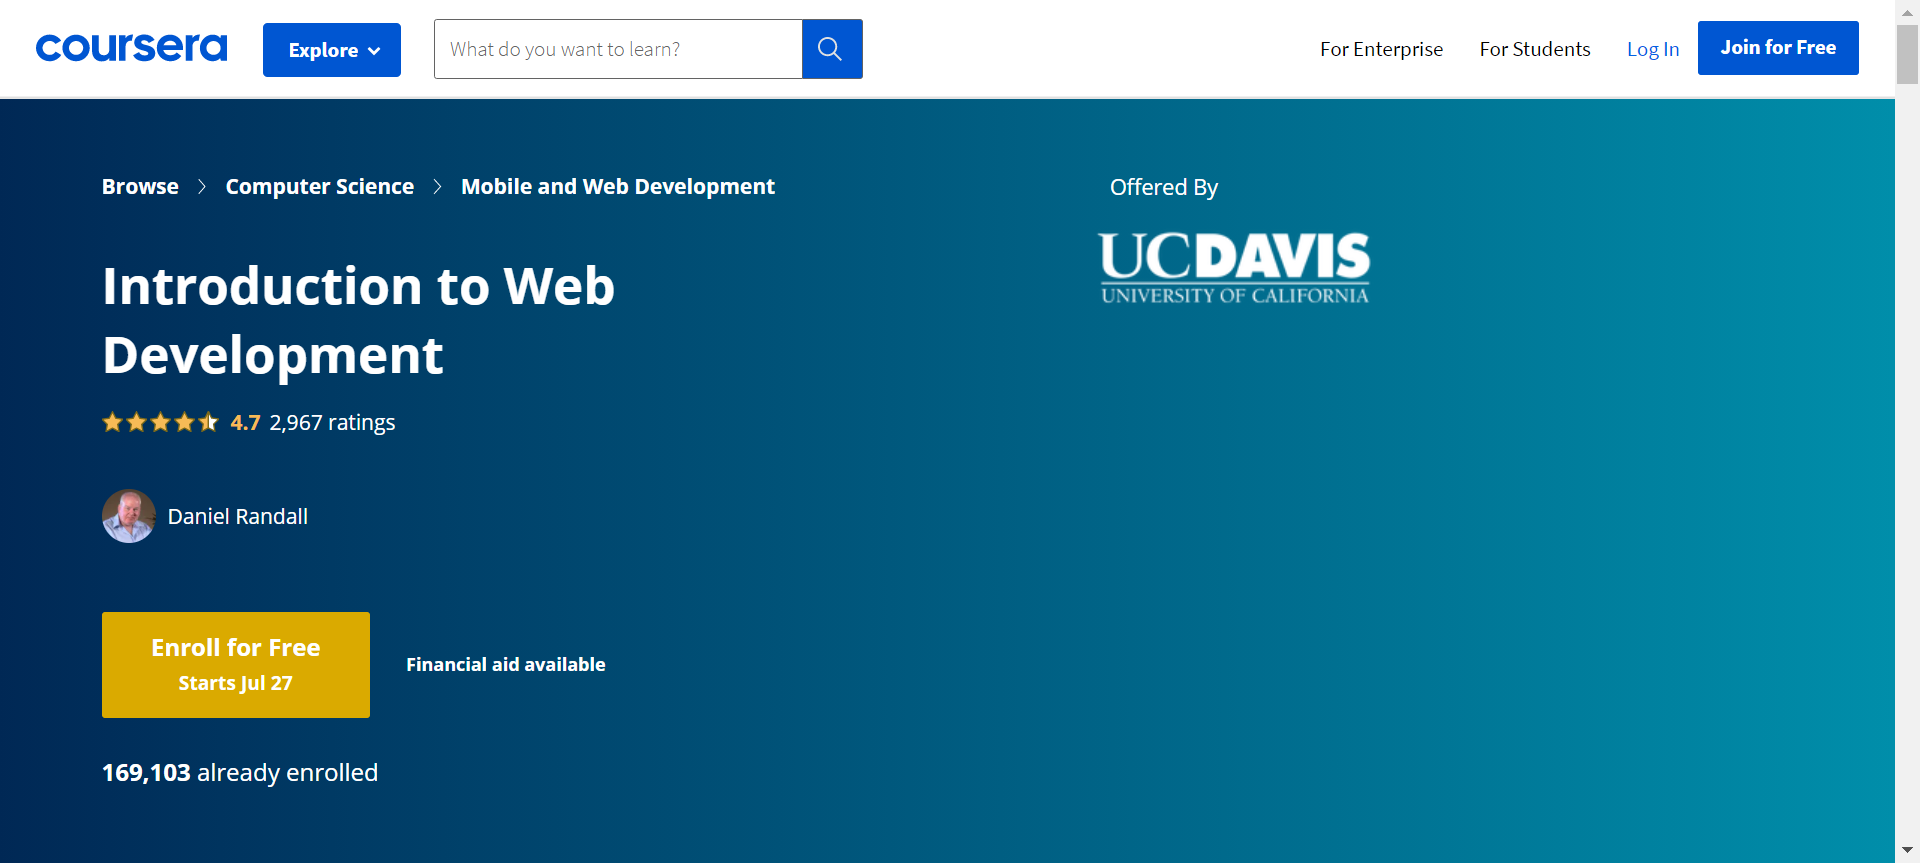 coursera
Explore
What do you want to learn?
For Enterprise
For Students
Log In
Join for Free
Browse
Computer Science
Mobile and Web Development
Offered By
UCDAVIS
UNIVERSITY OF CALIFORNIA
Introduction to Web
Development
4.7 2,967 ratings
Daniel Randall
Enroll for Free
Starts Jul 27
Financial aid available
169,103 already enrolled